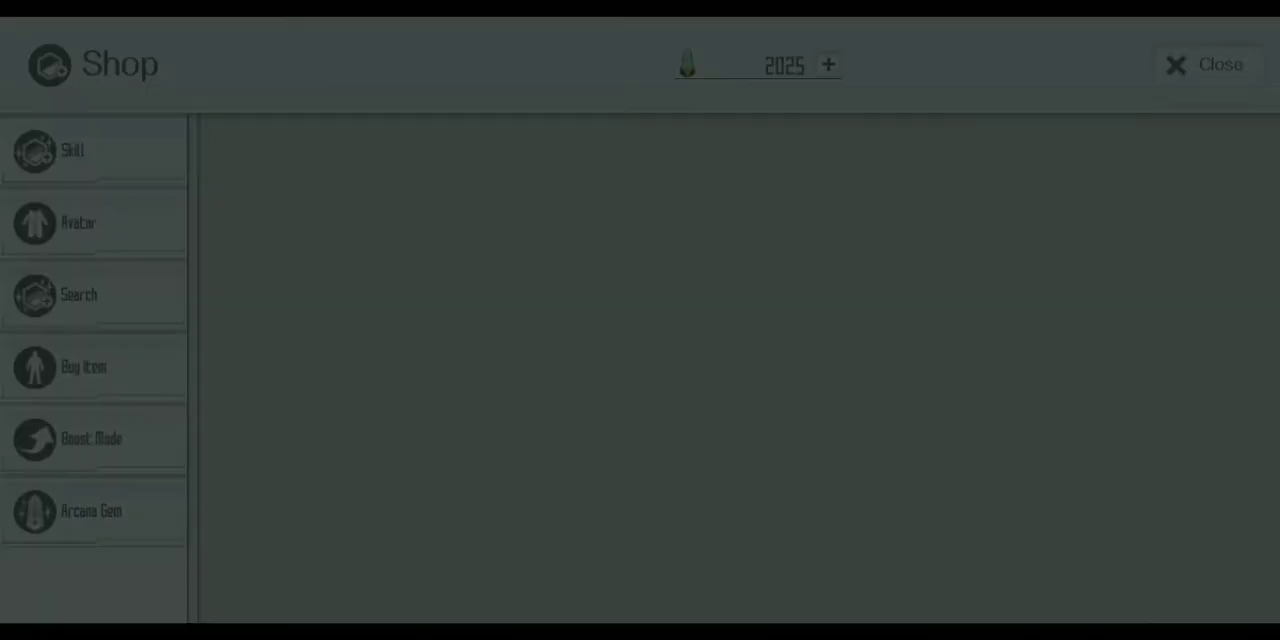 Shop
2025 +
Close
Skill
Avatar
Search
Buy Item
Boost Mode
Arcana Gem